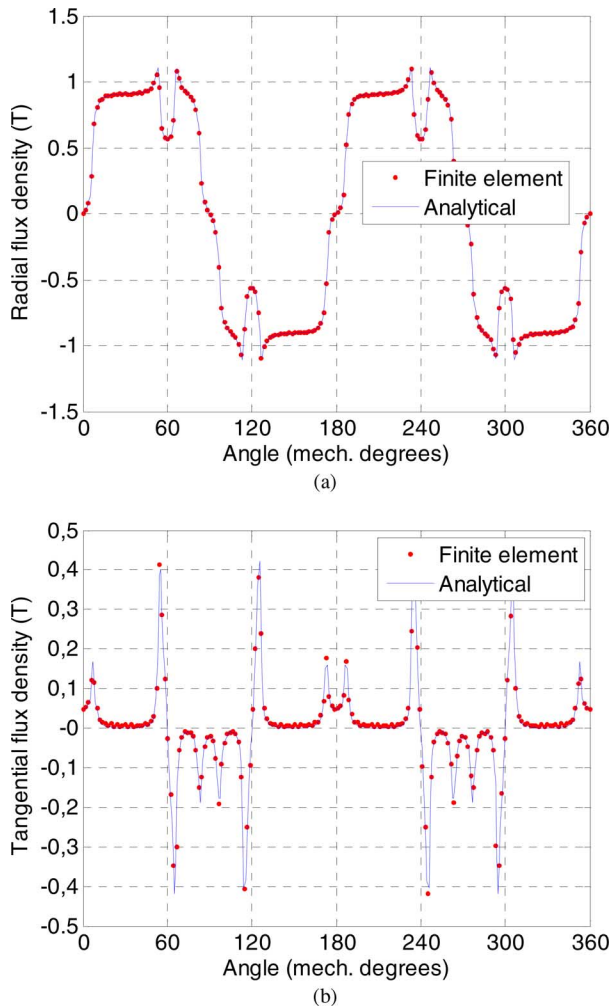 1.5
1
0.5
0
-0.5
-1
-1.5
Radial flux density (T)
Finite element
Analytical
0 60 120 180 240 300 360
Angle (mech. degrees)
(a)
0,5
0,4
0,3
0,2
0,1
-0
-0,1
-0,2
-0,3
-0,4
-0.5
Tangential flux density (T)
Finite element
Analytical
0 60 120 180 240 300 360
Angle (mech. degrees)
(b)